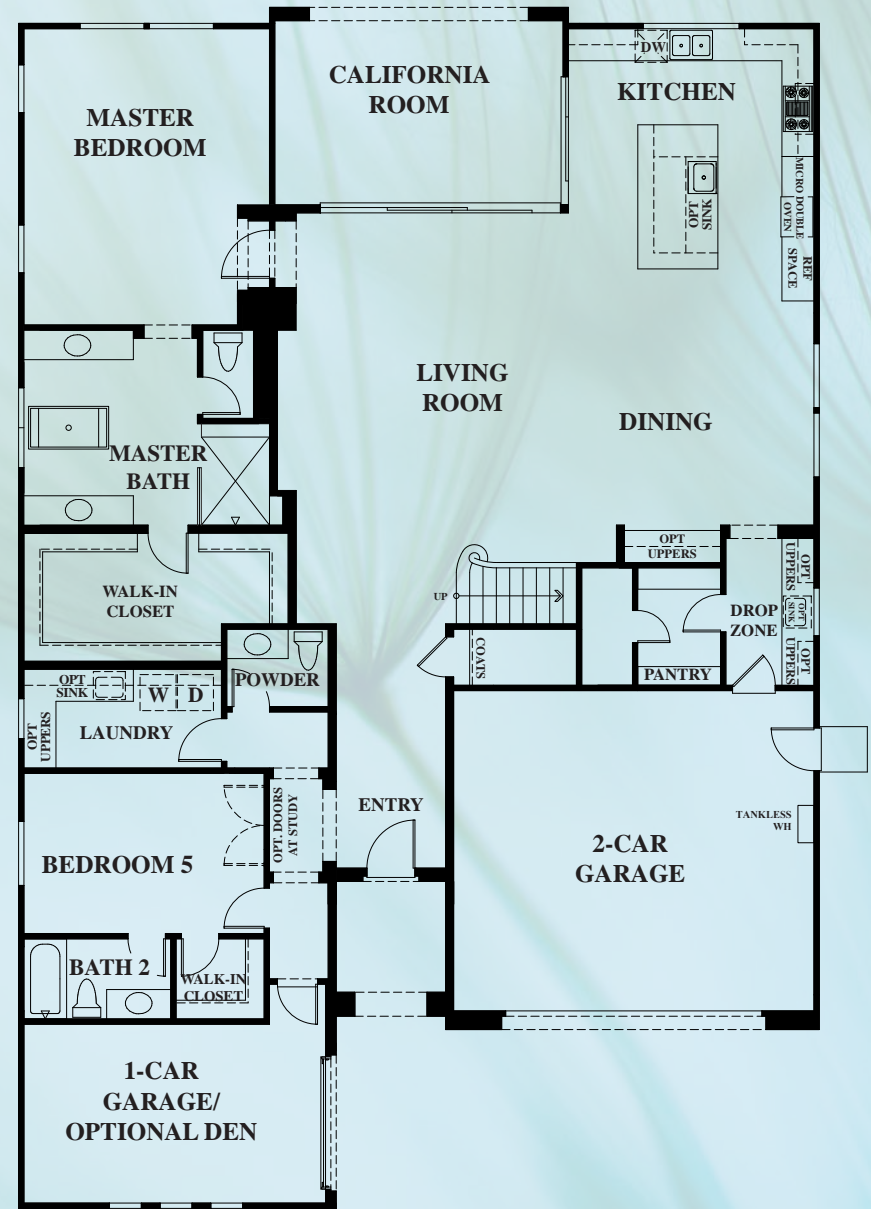 CALIFORNIA
ROOM
MASTER
BEDROOM
DW
KITCHEN
OPT
SINK
MICRO DOUBLE
OVEN
REF
SPACE
LIVING
ROOM
DINING
MASTER
BATH
WALK-IN
CLOSET
UP
OPT
UPPERS
OPT
UPPERS
OPT
SINK
OPT
UPPERS
DROP
ZONE
PANTRY
COATS
POWDER
OPT
SINK
W
D
OPT
UPPERS
LAUNDRY
ENTRY
OPT. DOORS
AT STUDY
BEDROOM 5
TANKLESS
WH
2-CAR
GARAGE
BATH 2
WALK-IN
CLOSET
1-CAR
GARAGE/
OPTIONAL DEN